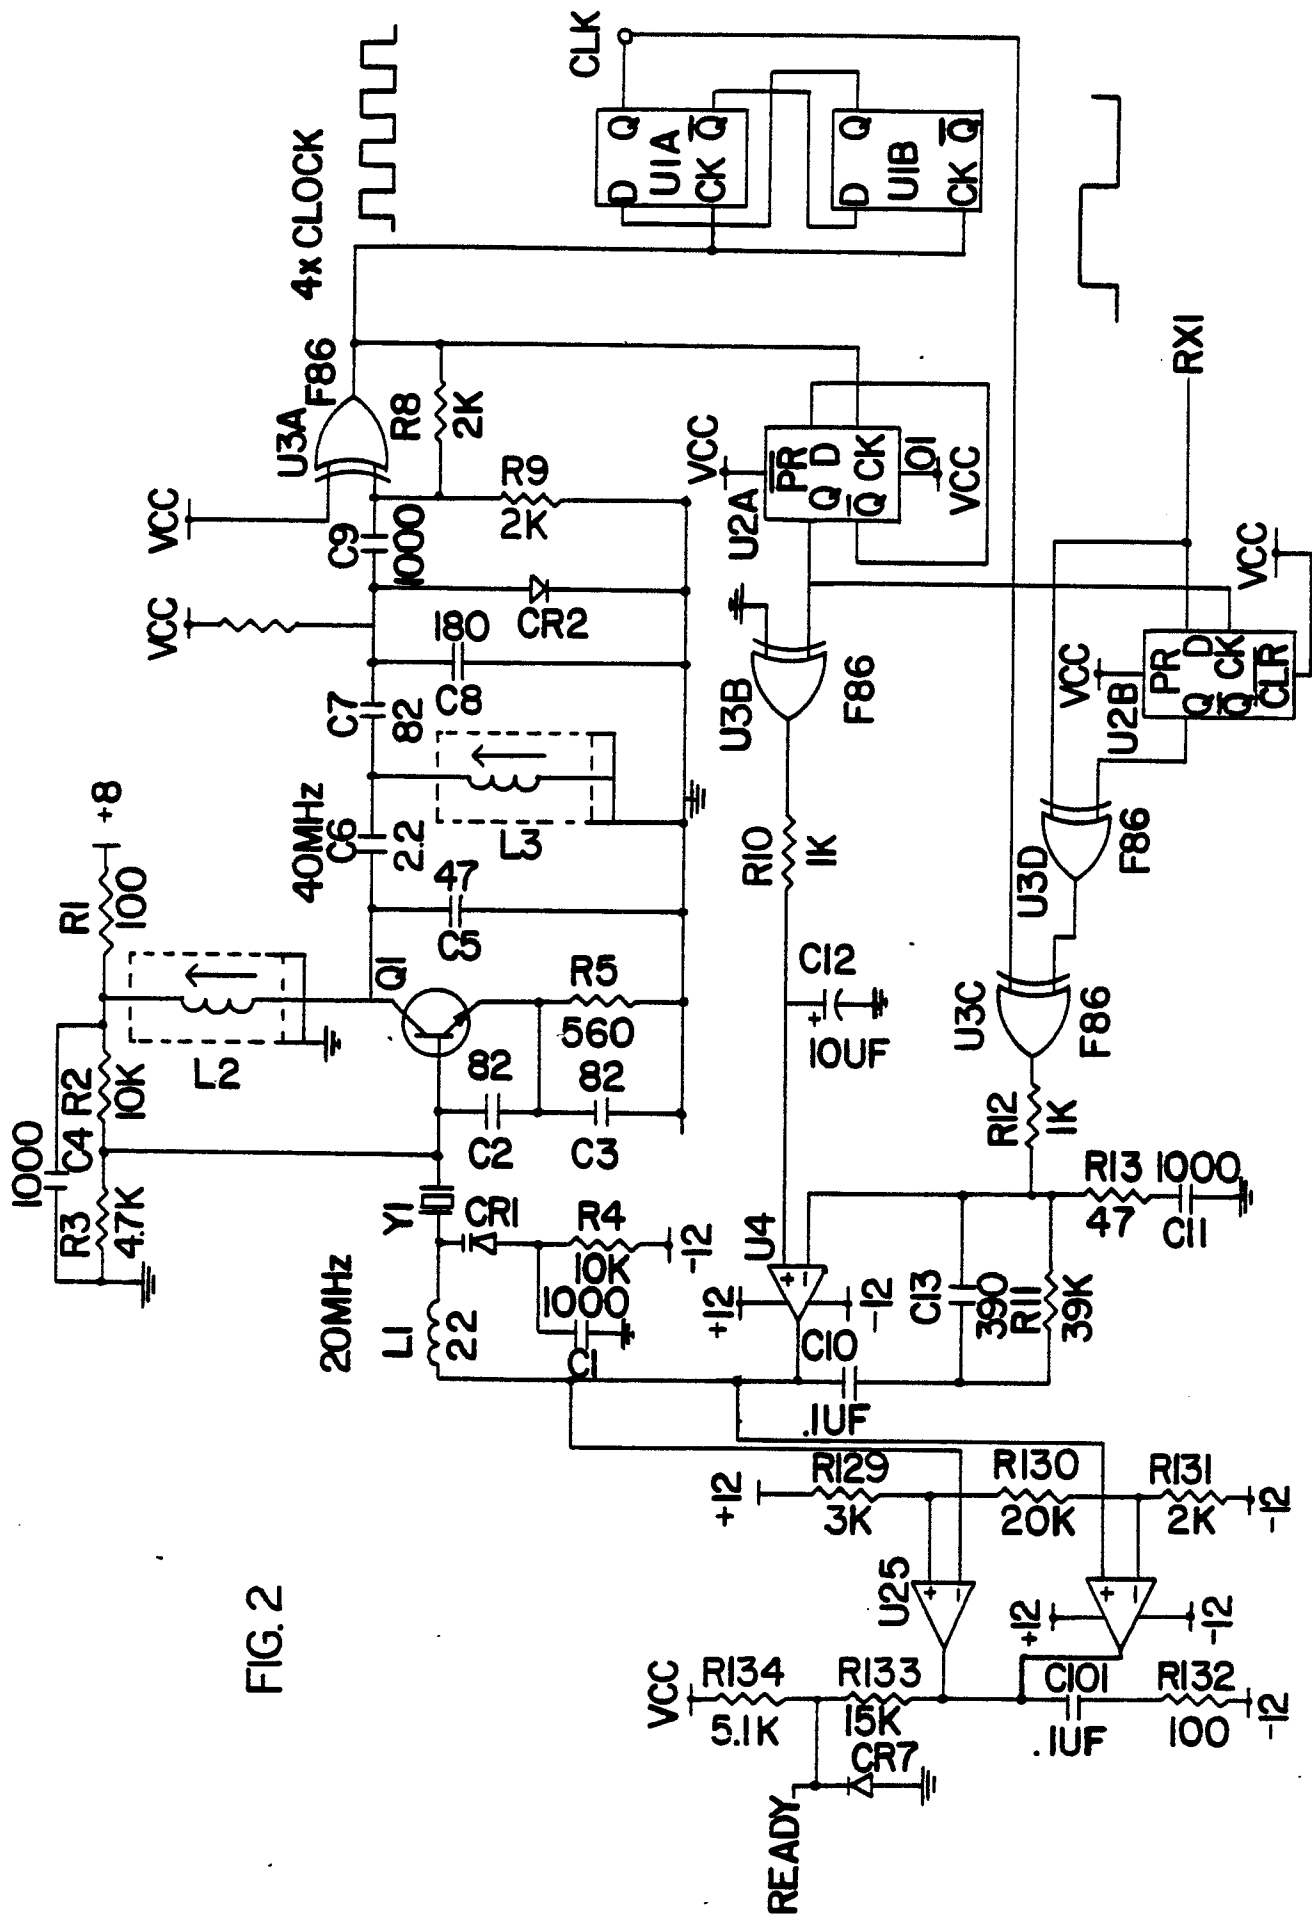 FIG. 2
1000
C4
R3
4.7K
R2
10K
R1
100
+8
L2
20MHz
L1
22
Y1
CR1
R4
10K
-12
1000
C1
82
C2
82
C3
Q1
R5
560
47
C5
40MHz
C6
2.2
L3
C7
82
180
C8
VCC
CR2
C9
1000
VCC
R9
2K
U3A
F86
R8
2K
4x CLOCK
CLK
D
Q
U1A
CK
Q
D
Q
U1B
CK
Q
VCC
U2A
PR
D
Q
CK
Q
01
VCC
U3B
F86
R10
1K
C12
+
10UF
U4
+
-
+12
-12
C10
.1UF
C13
390
R11
39K
R12
1K
R13
47
1000
C11
U3C
F86
U3D
F86
RX1
VCC
U2B
PR
D
Q
CK
Q
CLR
VCC
+12
R129
3K
R130
20K
R131
2K
-12
U25
+
-
+
-
+12
-12
VCC
R134
5.1K
R133
15K
C101
.1UF
R132
100
-12
CR7
READY